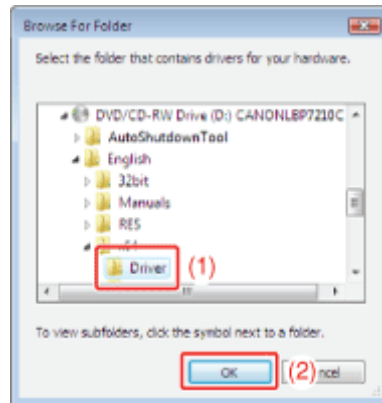 Browse For Folder
Select the folder that contains drivers for your hardware.
DVD/CD-RW Drive (D:) CANONLBP7210C
AutoShutdownTool
English
32bit
Manuals
RES
Driver (1)
To view subfolders, click the symbol next to a folder.
OK (2)